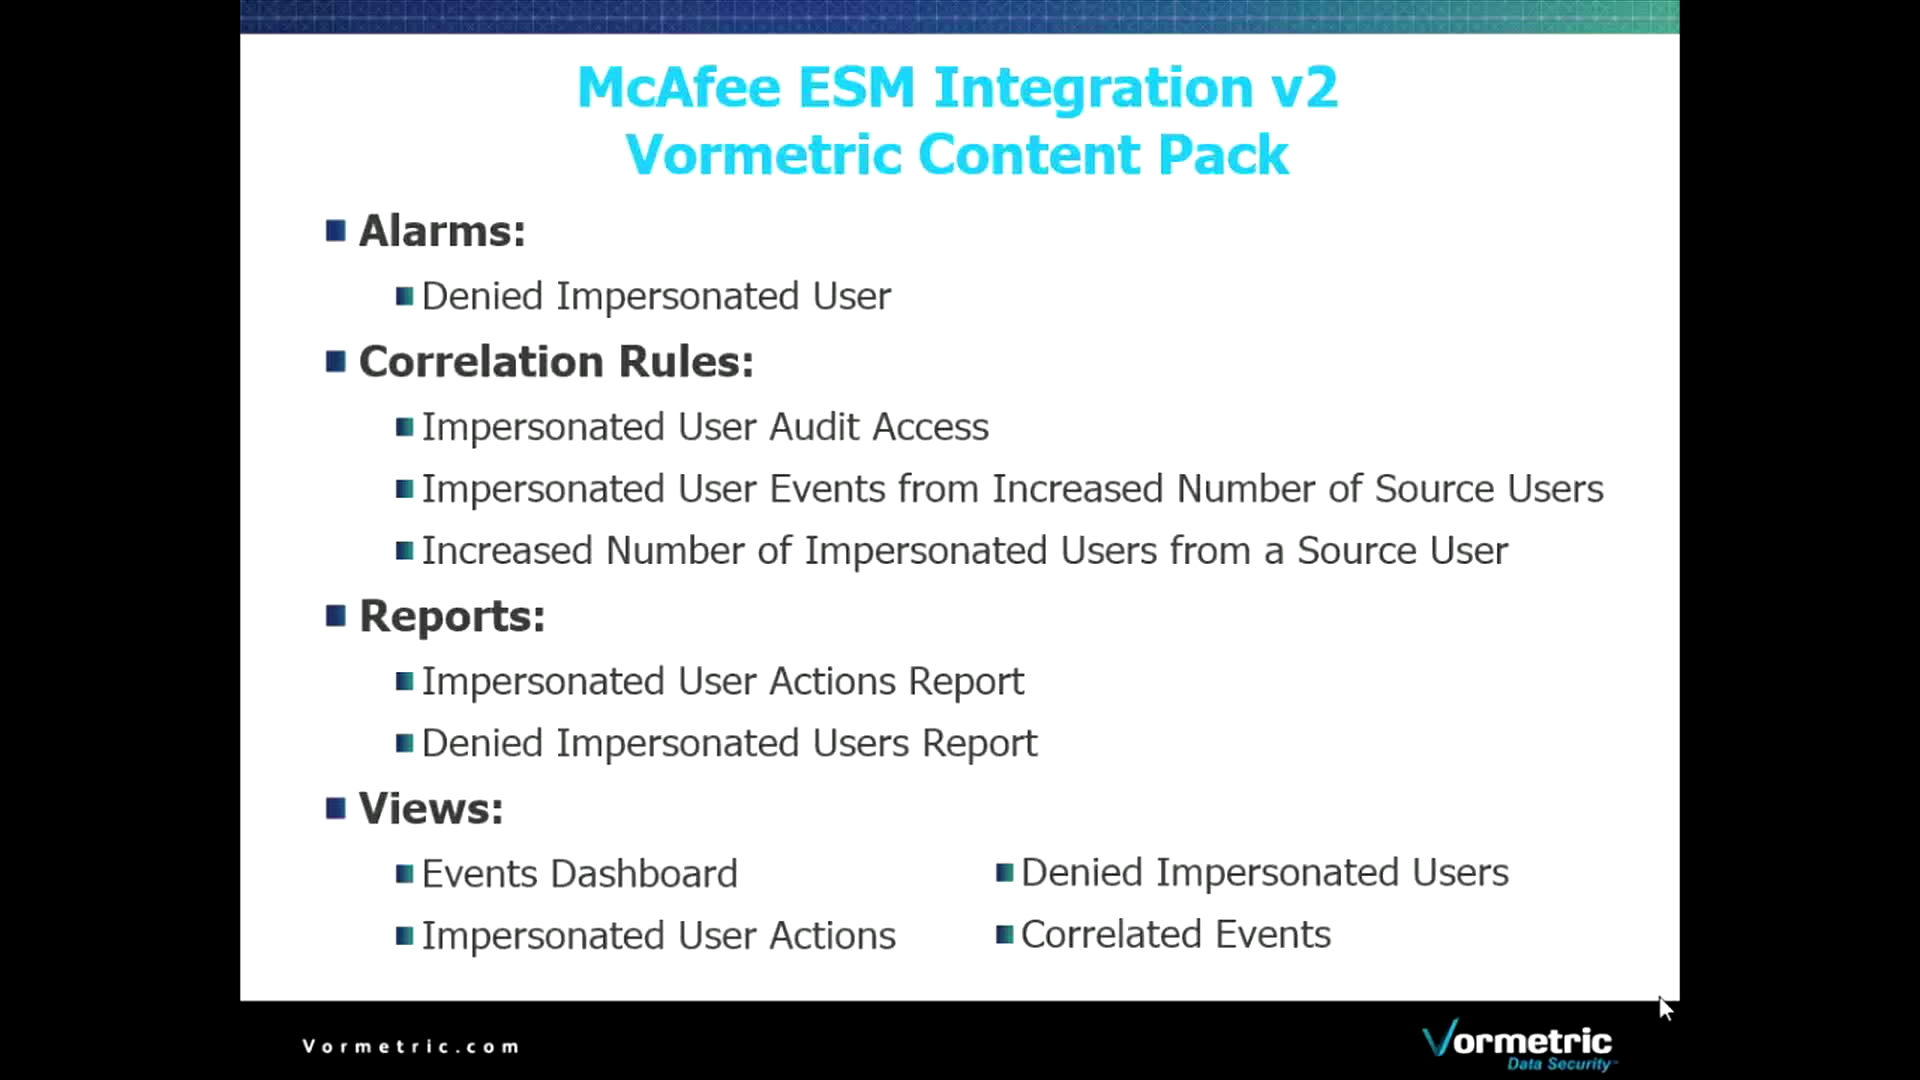 McAfee ESM Integration v2
Vormetric Content Pack
Alarms:
Denied Impersonated User
Correlation Rules:
Impersonated User Audit Access
Impersonated User Events from Increased Number of Source Users
Increased Number of Impersonated Users from a Source User
Reports:
Impersonated User Actions Report
Denied Impersonated Users Report
Views:
Events Dashboard
Impersonated User Actions
Denied Impersonated Users
Correlated Events
Vormetric.com
Vormetric
Data Security